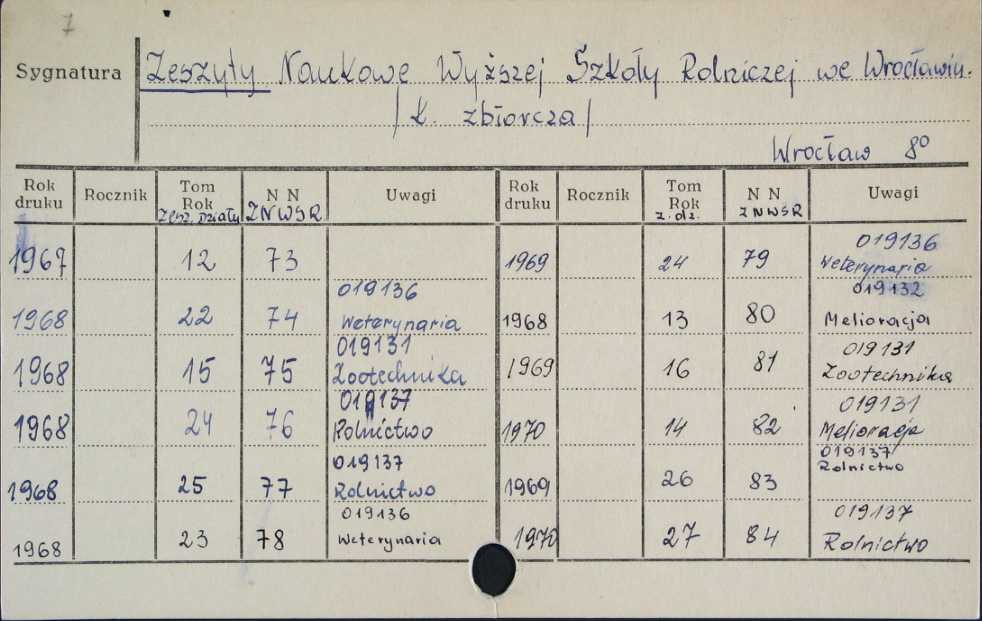 7
Sygnatura Zeszyty Naukowe Wyższej Szkoły Rolniczej we Wrocławiu.
/ł. zbiorcza/
Wrocław 8º
Rok druku Rocznik Tom Rok Zesz. Działy N N ZNWSR Uwagi Rok druku Rocznik Tom Rok z. dz. N N ZNWSR Uwagi
1967 12 73 1969 24 79 019136 Weterynaria
1968 22 74 019136 Weterynaria 1968 13 80 019132 Melioracja
1968 15 75 019131 Zootechnika 1969 16 81 019131 Zootechnika
1968 24 76 019137 Rolnictwo 1970 14 82 019131 Melioracje
1968 25 77 019137 Rolnictwo 1969 26 83 019137 Rolnictwo
1968 23 78 019136 Weterynaria 1970 27 84 019137 Rolnictwo